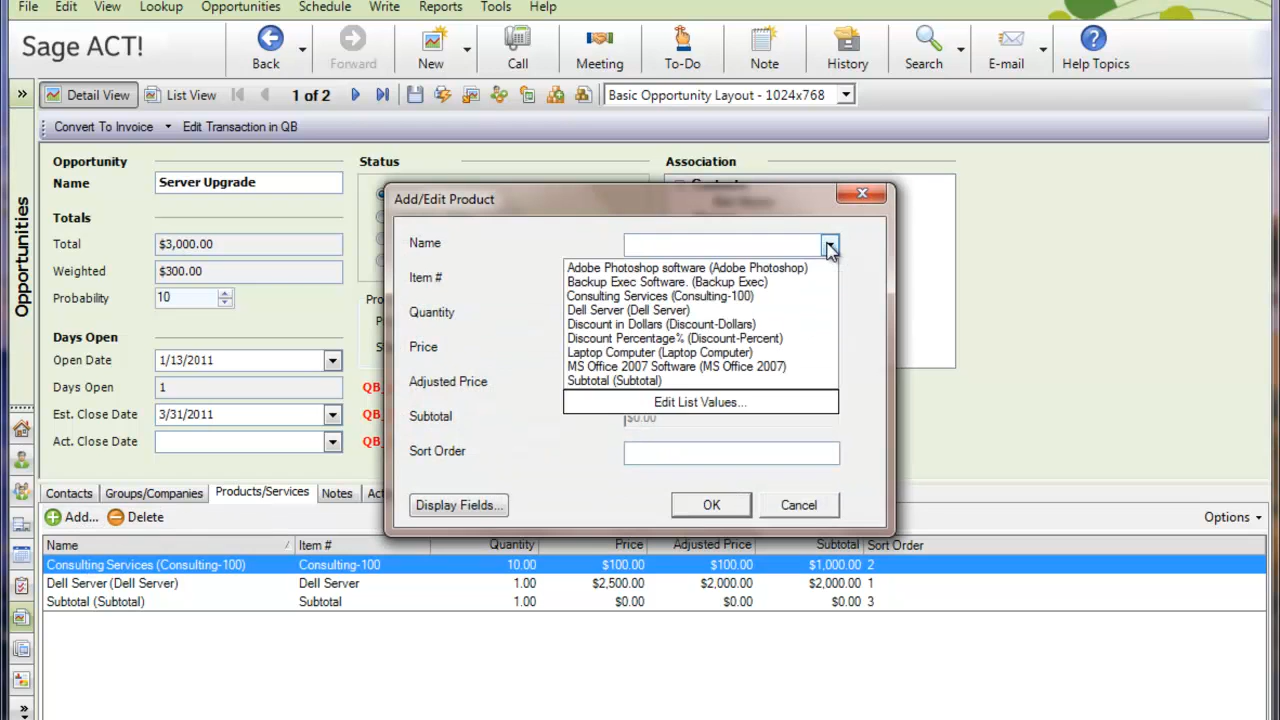 File Edit View Lookup Opportunities Schedule Write Reports Tools Help
Sage ACT!
Back Forward New Call Meeting To-Do Note History Search E-mail Help Topics
Detail View List View 1 of 2 Basic Opportunity Layout - 1024x768
Convert To Invoice Edit Transaction in QB
Opportunities
Opportunity Status Association
Name Server Upgrade
Totals
Total $3,000.00
Weighted $300.00
Probability 10
Days Open
Open Date 1/13/2011
Days Open 1 QB_
Est. Close Date 3/31/2011 QB_
Act. Close Date QB_
Add/Edit Product
Name
Item #
Quantity
Price
Adjusted Price
Subtotal $0.00
Sort Order
Adobe Photoshop software (Adobe Photoshop)
Backup Exec Software. (Backup Exec)
Consulting Services (Consulting-100)
Dell Server (Dell Server)
Discount in Dollars (Discount-Dollars)
Discount Percentage% (Discount-Percent)
Laptop Computer (Laptop Computer)
MS Office 2007 Software (MS Office 2007)
Subtotal (Subtotal)
Edit List Values...
Display Fields... OK Cancel
Contacts Groups/Companies Products/Services Notes Ac
Add... Delete Options
Name Item # Quantity Price Adjusted Price Subtotal Sort Order
Consulting Services (Consulting-100) Consulting-100 10.00 $100.00 $100.00 $1,000.00 2
Dell Server (Dell Server) Dell Server 1.00 $2,500.00 $2,000.00 $2,000.00 1
Subtotal (Subtotal) Subtotal 1.00 $0.00 $0.00 $0.00 3